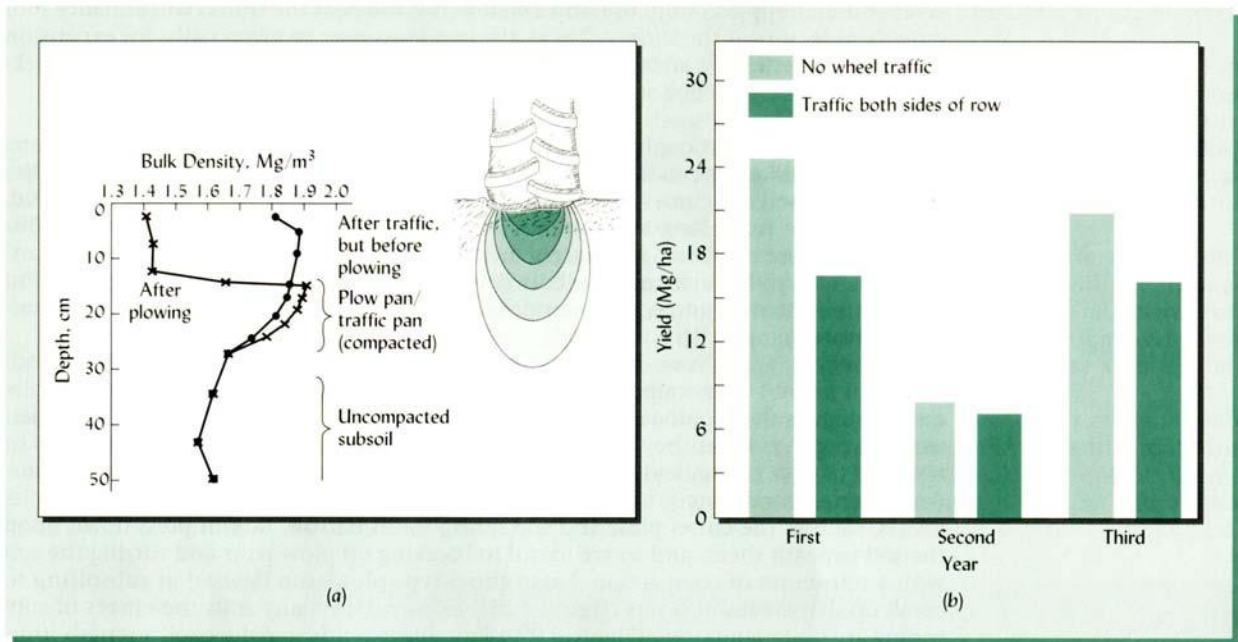 Bulk Density, Mg/m³
1.3 1.4 1.5 1.6 1.7 1.8 1.9 2.0
0
10
20
30
40
50
Depth, cm
After traffic,
but before
plowing
After
plowing
Plow pan/
traffic pan
(compacted)
Uncompacted
subsoil
(a)
No wheel traffic
Traffic both sides of row
30
24
18
12
6
0
Yield (Mg/ha)
First
Second
Third
Year
(b)